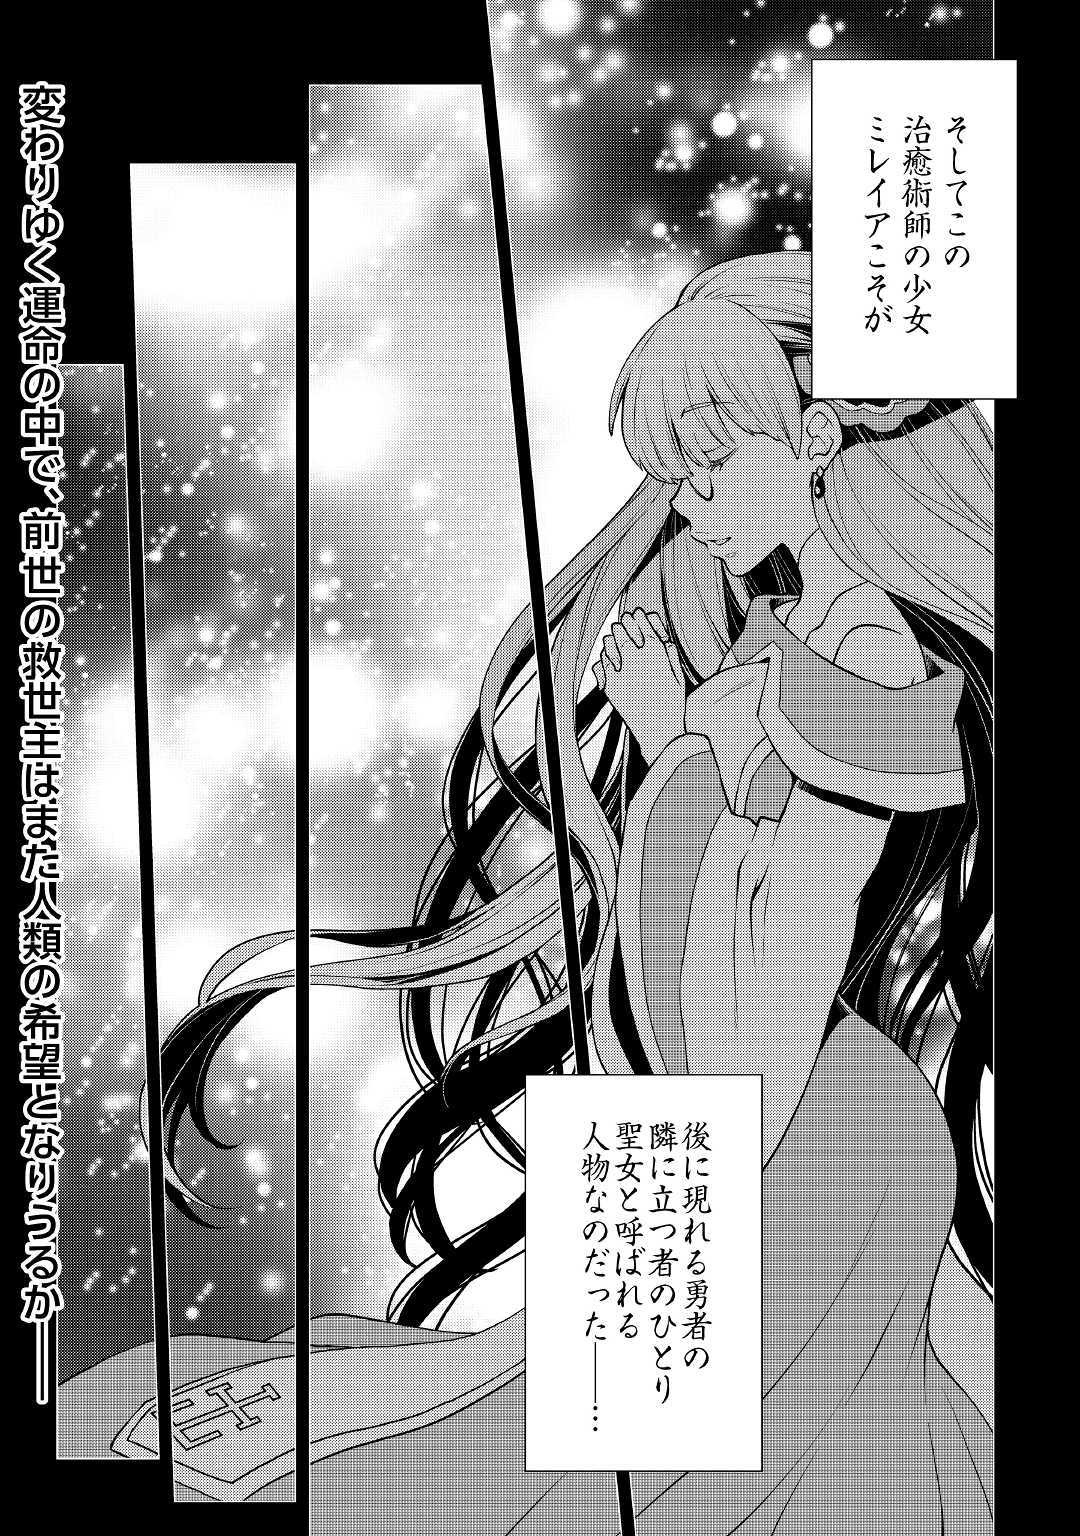 そしてこの
治癒術師の少女
ミレイアこそが
後に現れる勇者の
隣に立つ者のひとり
聖女と呼ばれる
人物なのだった──…
変わりゆく運命の中で、前世の救世主はまた人類の希望となりうるか──